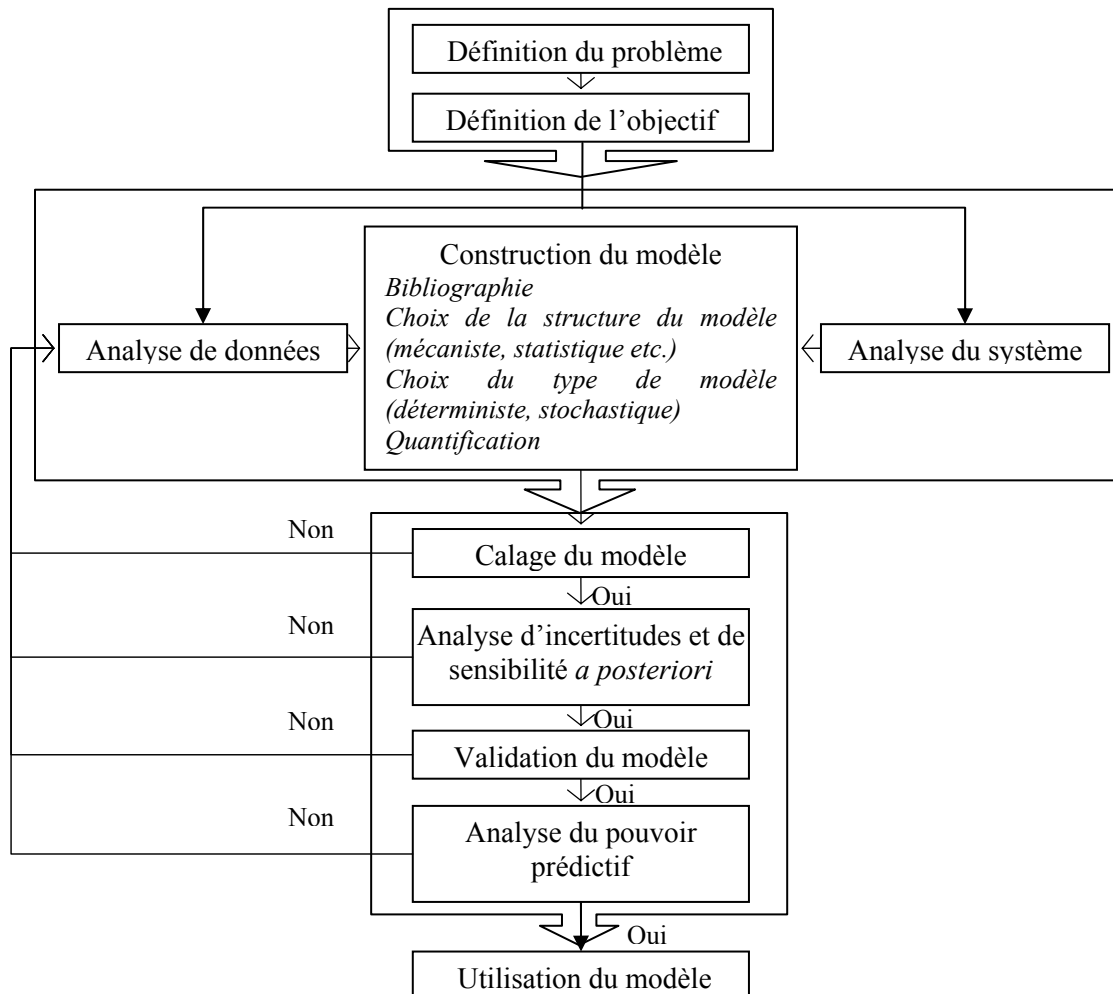 Définition du problème
Définition de l'objectif
Construction du modèle
Bibliographie
Choix de la structure du modèle
(mécaniste, statistique etc.)
Choix du type de modèle
(déterministe, stochastique)
Quantification
Analyse de données
Analyse du système
Non
Calage du modèle
Oui
Non
Analyse d'incertitudes et de
sensibilité a posteriori
Non
Oui
Validation du modèle
Oui
Non
Analyse du pouvoir
prédictif
Oui
Utilisation du modèle